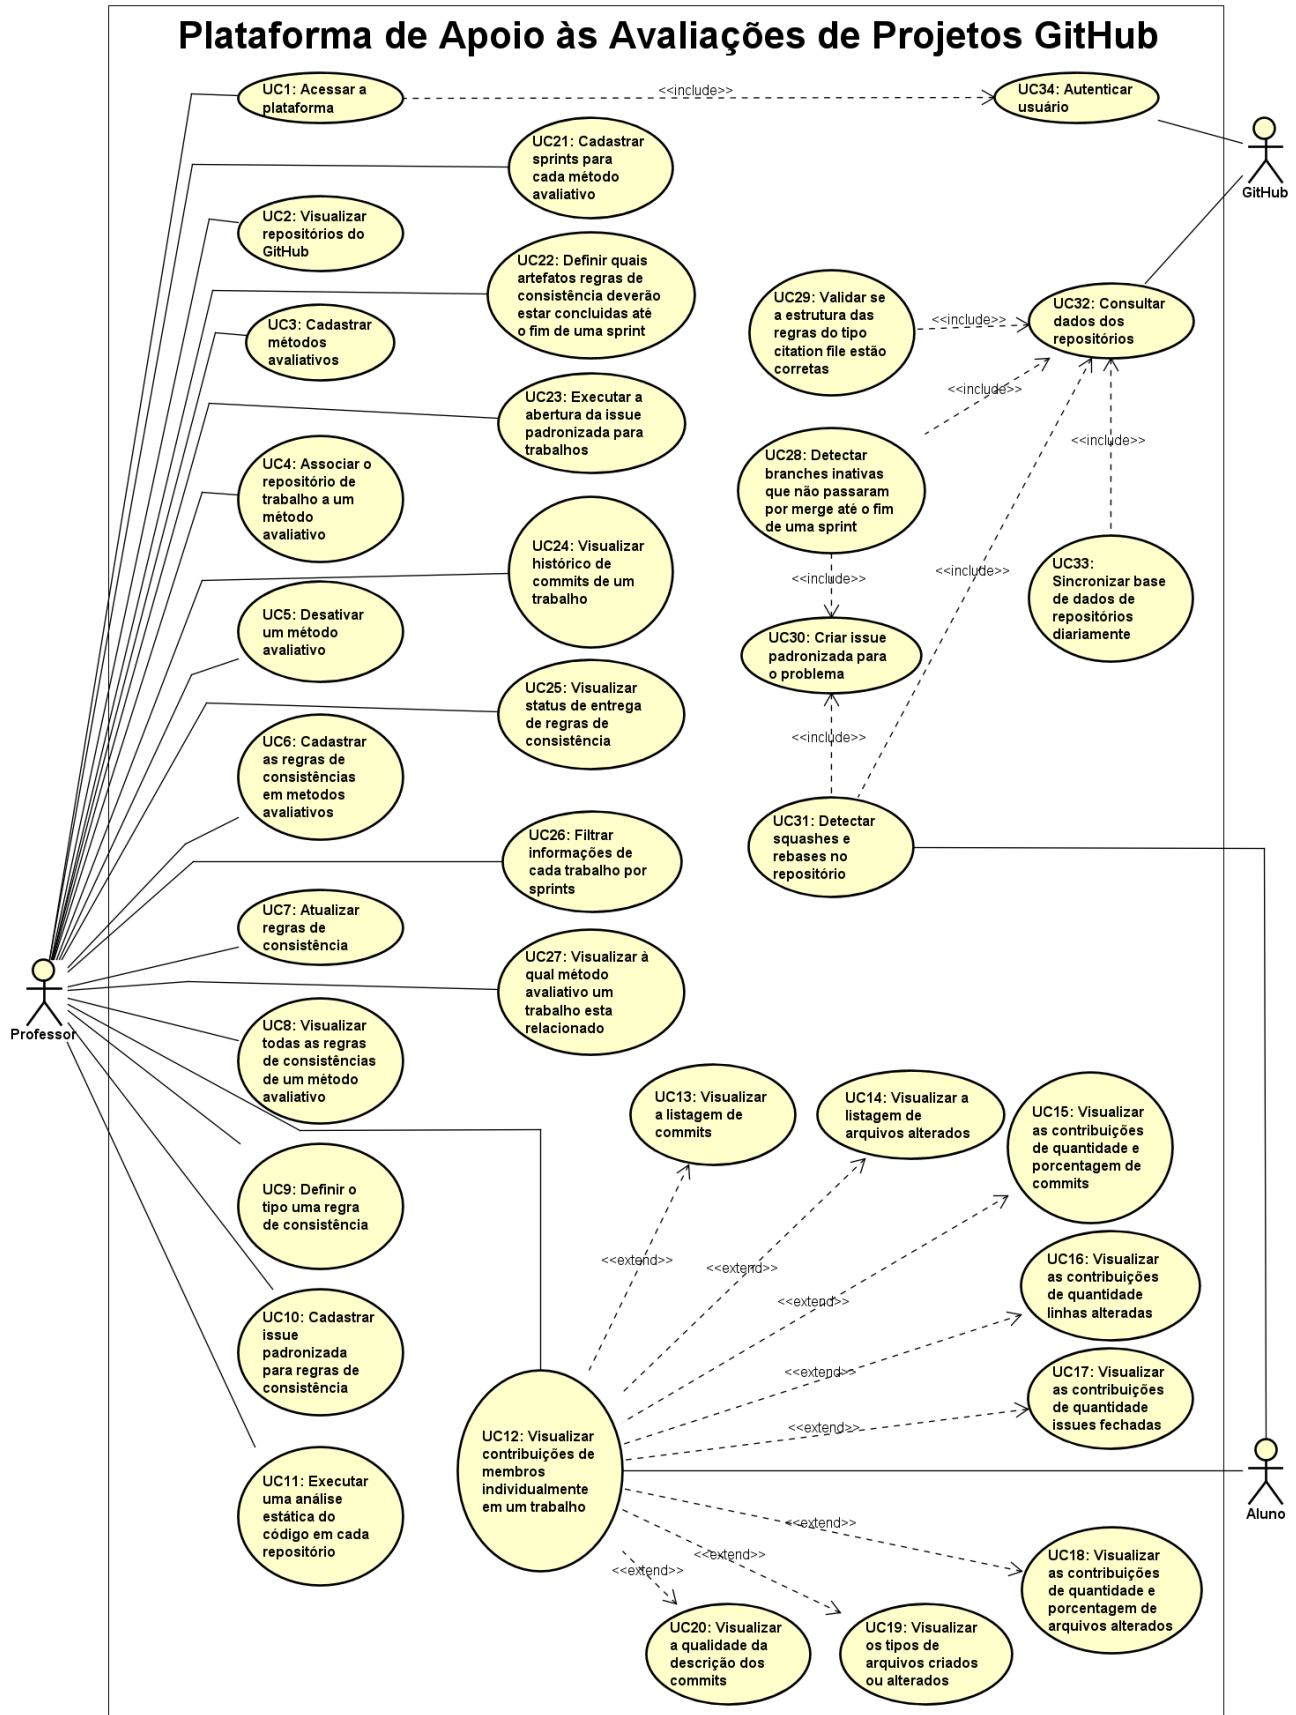 Plataforma de Apoio às Avaliações de Projetos GitHub
UC1: Acessar a
plataforma
<<include>>
UC34: Autenticar
usuário
GitHub
UC21: Cadastrar
sprints para
cada método
avaliativo
UC2: Visualizar
repositórios do
GitHub
UC22: Definir quais
artefatos regras de
consistência deverão
estar concluidas até
o fim de uma sprint
UC29: Validar se
a estrutura das
regras do tipo
citation file estão
corretas
<<include>>
UC32: Consultar
dados dos
repositórios
UC3: Cadastrar
métodos
avaliativos
<<include>>
UC23: Executar a
abertura da issue
padronizada para
trabalhos
<<include>>
UC4: Associar o
repositório de
trabalho a um
método
avaliativo
UC28: Detectar
branches inativas
que não passaram
por merge até o fim
de uma sprint
UC24: Visualizar
histórico de
commits de um
trabalho
<<include>>
<<include>>
UC33:
Sincronizar base
de dados de
repositórios
diariamente
UC5: Desativar
um método
avaliativo
UC30: Criar issue
padronizada para
o problema
UC25: Visualizar
status de entrega
de regras de
consistência
<<include>>
UC6: Cadastrar
as regras de
consistências
em metodos
avaliativos
UC26: Filtrar
informações de
cada trabalho por
sprints
UC31: Detectar
squashes e
rebases no
repositório
UC7: Atualizar
regras de
consistência
UC27: Visualizar à
qual método
avaliativo um
trabalho esta
relacionado
Professor
UC8: Visualizar
todas as regras
de consistências
de um método
avaliativo
UC13: Visualizar
a listagem de
commits
UC14: Visualizar a
listagem de
arquivos alterados
UC15: Visualizar
as contribuições
de quantidade e
porcentagem de
commits
UC9: Definir o
tipo uma regra
de consistência
<<extend>>
<<extend>>
<<extend>>
UC16: Visualizar
as contribuições
de quantidade
linhas alteradas
UC10: Cadastrar
issue
padronizada
para regras de
consistência
<<extend>>
UC17: Visualizar
as contribuições
de quantidade
issues fechadas
<<extend>>
UC12: Visualizar
contribuições de
membros
individualmente
em um trabalho
Aluno
UC11: Executar
uma análise
estática do
código em cada
repositório
<<extend>>
<<extend>>
<<extend>>
UC18: Visualizar
as contribuições
de quantidade e
porcentagem de
arquivos alterados
UC20: Visualizar
a qualidade da
descrição dos
commits
UC19: Visualizar
os tipos de
arquivos criados
ou alterados